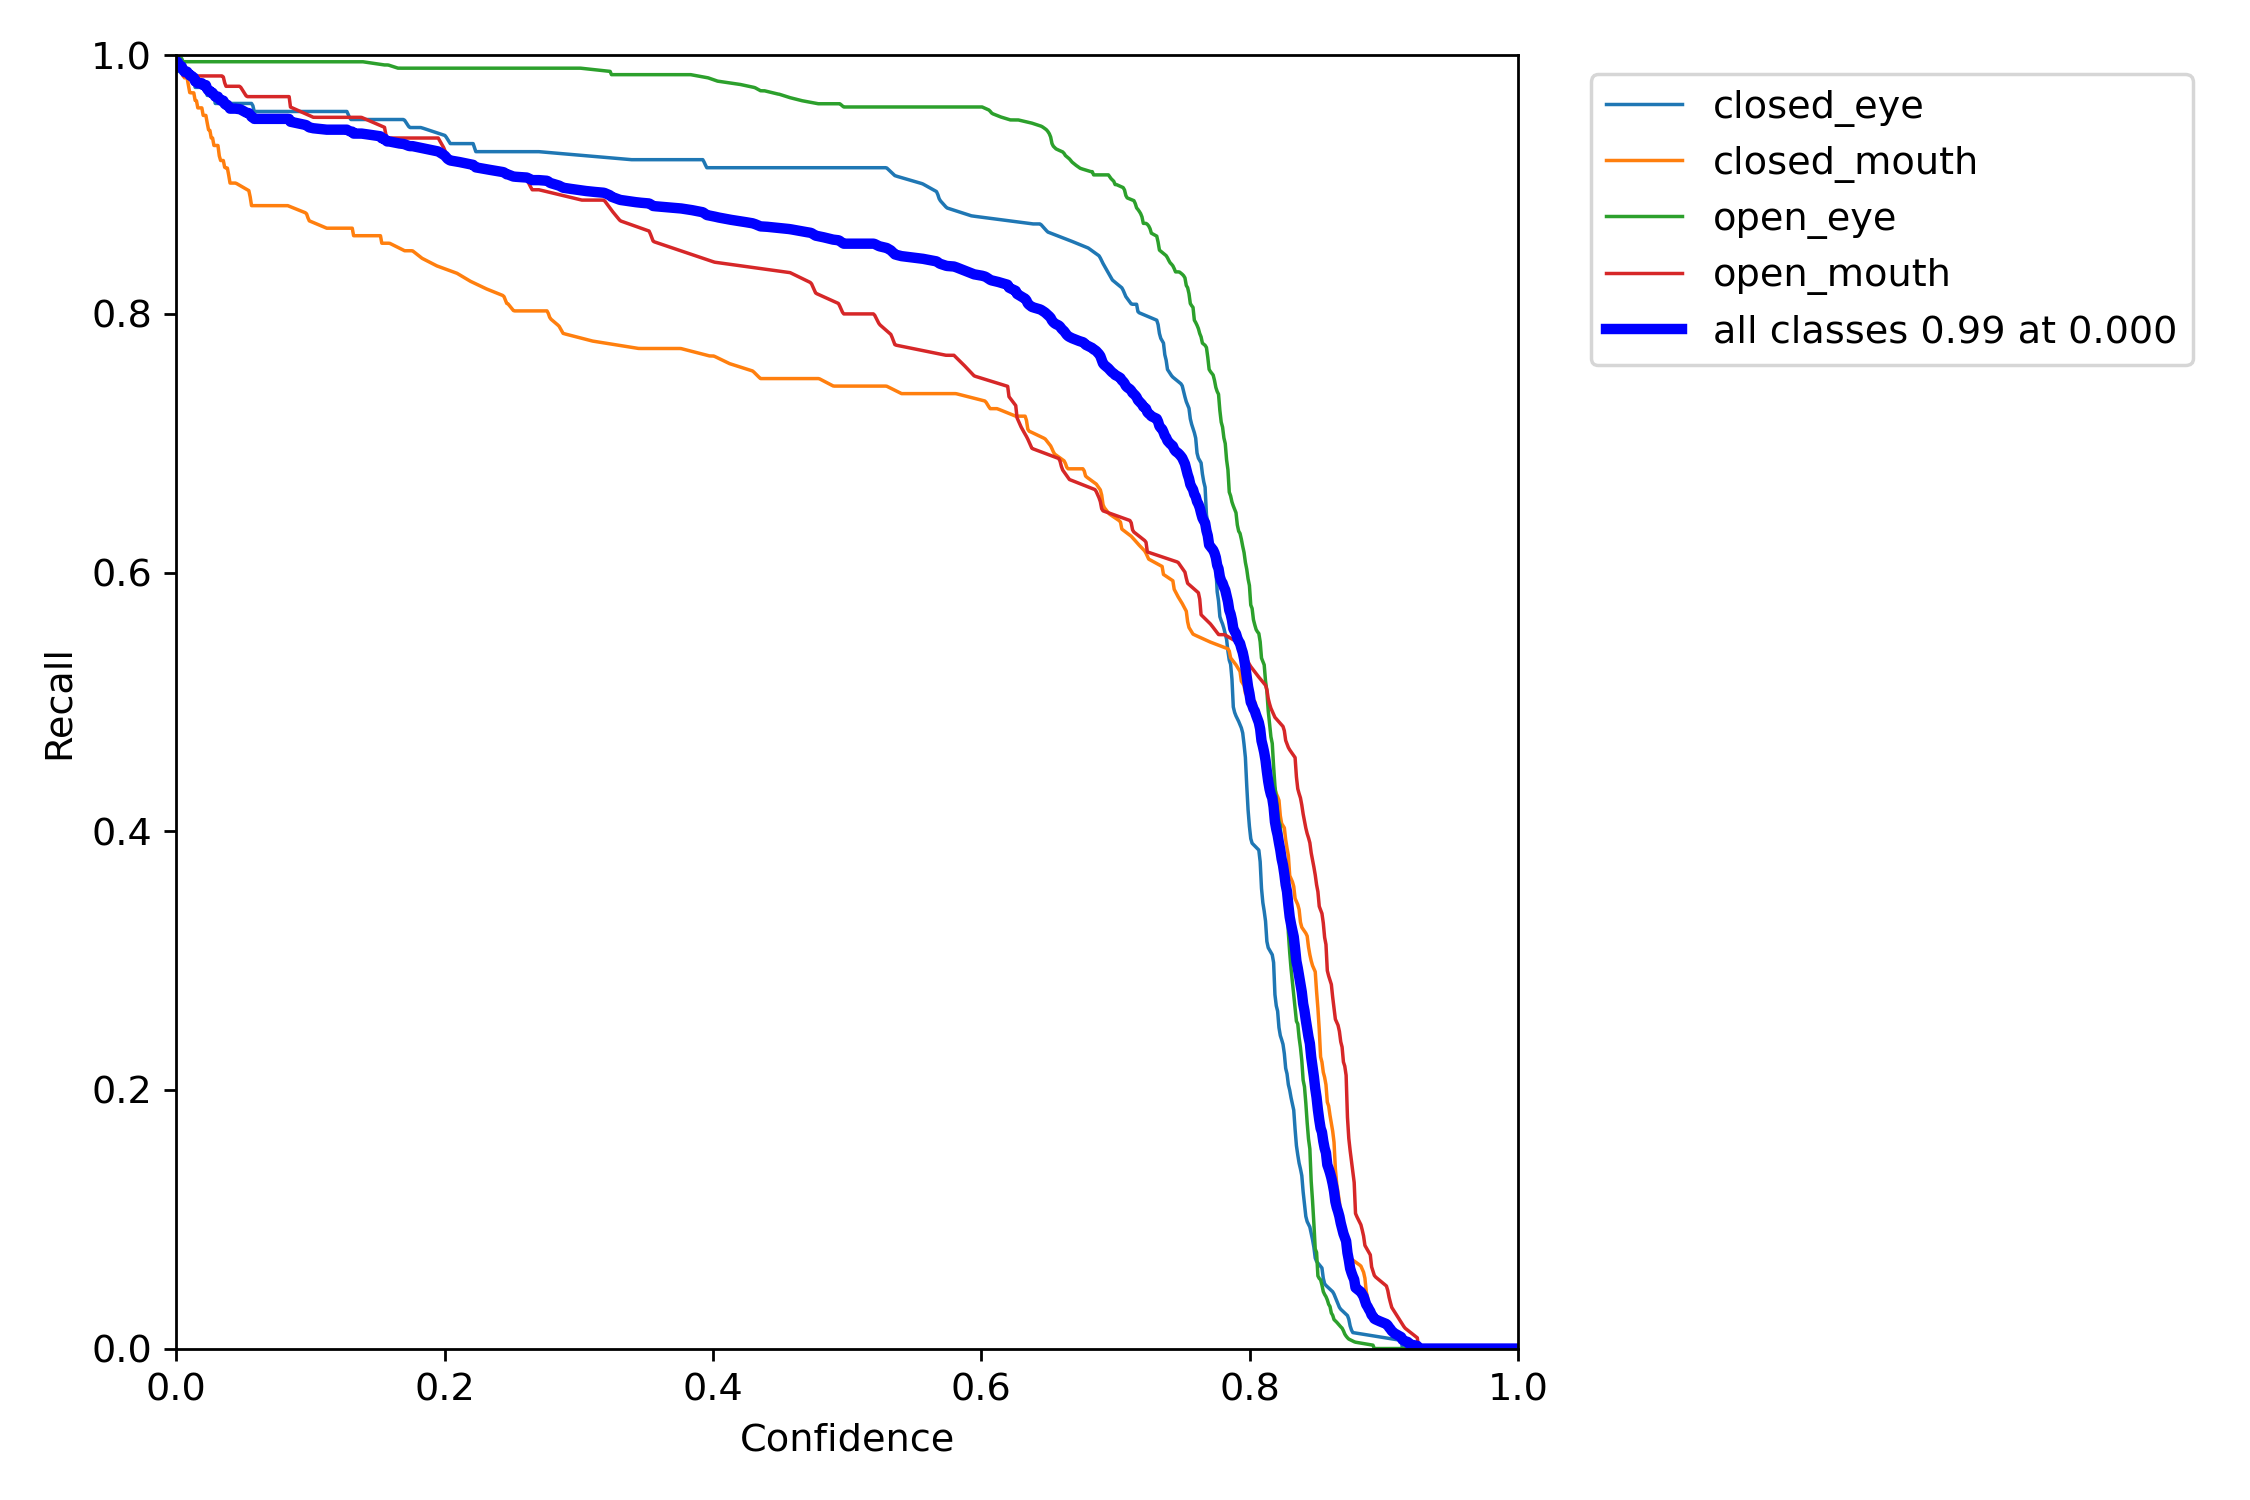 1.0
0.8
0.6
0.4
0.2
0.0
Recall
0.0 0.2 0.4 0.6 0.8 1.0
Confidence
closed_eye
closed_mouth
open_eye
open_mouth
all classes 0.99 at 0.000